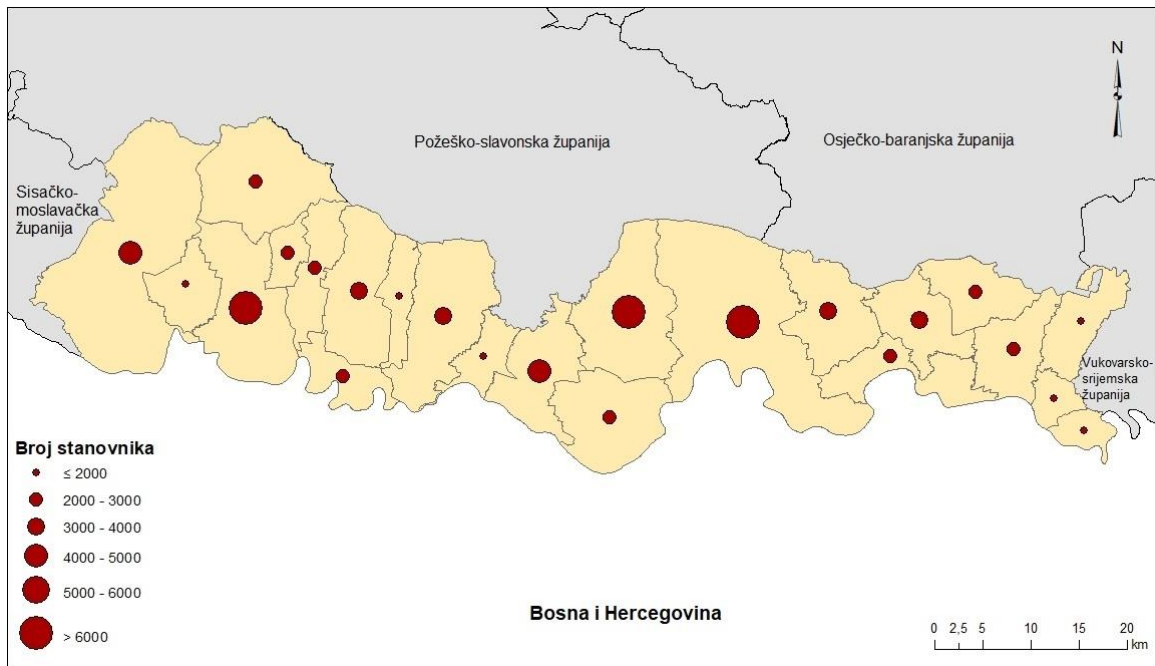 N
Požeško-slavonska županija
Osječko-baranjska županija
Sisačko-
moslavačka
županija
Vukovarsko-
srijemska
županija
Broj stanovnika
≤ 2000
2000 - 3000
3000 - 4000
4000 - 5000
5000 - 6000
> 6000
Bosna i Hercegovina
0 2,5 5 10 15 20
km